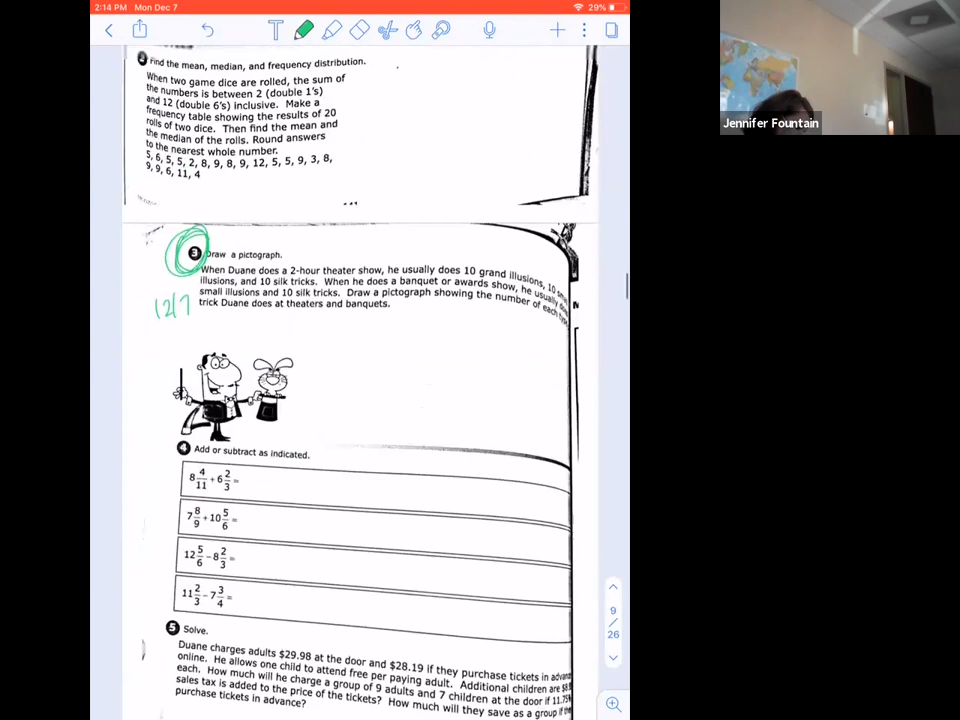 2:14 PM Mon Dec 7
29%
T
2 Find the mean, median, and frequency distribution.
When two game dice are rolled, the sum of
the numbers is between 2 (double 1's)
and 12 (double 6's) inclusive. Make a
frequency table showing the results of 20
rolls of two dice. Then find the mean and
the median of the rolls. Round answers
to the nearest whole number.
5, 6, 5, 5, 2, 8, 9, 8, 9, 12, 5, 5, 9, 3, 8,
9, 9, 6, 11, 4
3 Draw a pictograph.
When Duane does a 2-hour theater show, he usually does 10 grand illusions, 10 small
illusions, and 10 silk tricks. When he does a banquet or awards show, he usually
small illusions and 10 silk tricks. Draw a pictograph showing the number of each type
trick Duane does at theaters and banquets.
12/7
4 Add or subtract as indicated.
8 4/11 + 6 2/3 =
7 8/9 + 10 5/6 =
12 5/6 - 8 2/3 =
11 2/3 - 7 3/4 =
5 Solve.
Duane charges adults $29.98 at the door and $28.19 if they purchase tickets in advance
online. He allows one child to attend free per paying adult. Additional children are
each. How much will he charge a group of 9 adults and 7 children at the door if 11.75%
sales tax is added to the price of the tickets? How much will they save as a group if
purchase tickets in advance?
9
/
26
Jennifer Fountain